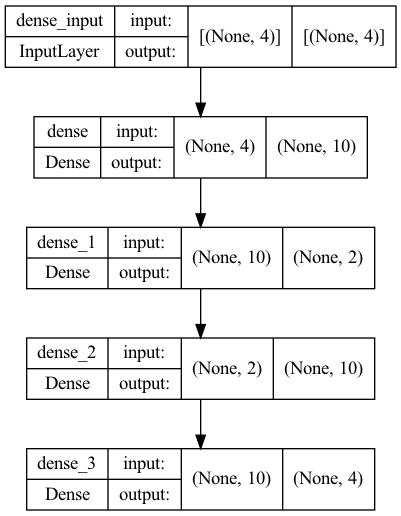 dense_input input: [(None, 4)] [(None, 4)]
InputLayer output:
dense input: (None, 4) (None, 10)
Dense output:
dense_1 input: (None, 10) (None, 2)
Dense output:
dense_2 input: (None, 2) (None, 10)
Dense output:
dense_3 input: (None, 10) (None, 4)
Dense output: